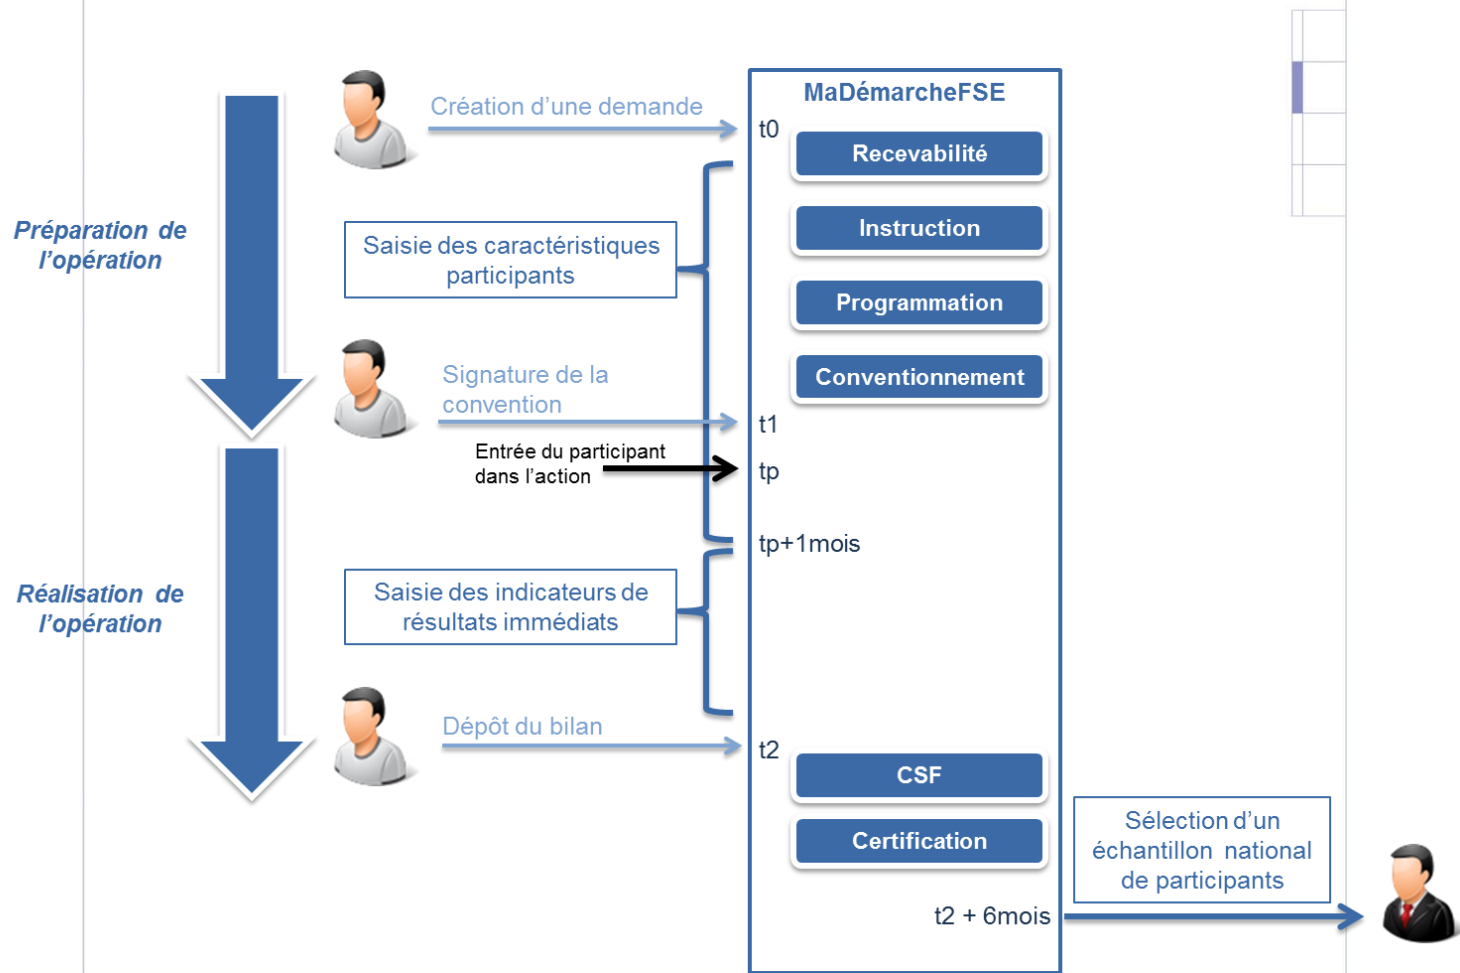 MaDémarcheFSE
Création d’une demande
t0
Recevabilité
Instruction
Préparation de
l’opération
Saisie des caractéristiques
participants
Programmation
Conventionnement
Signature de la
convention
t1
Entrée du participant
dans l’action
tp
tp+1mois
Réalisation de
l’opération
Saisie des indicateurs de
résultats immédiats
Dépôt du bilan
t2
CSF
Certification
Sélection d’un
échantillon national
de participants
t2 + 6mois